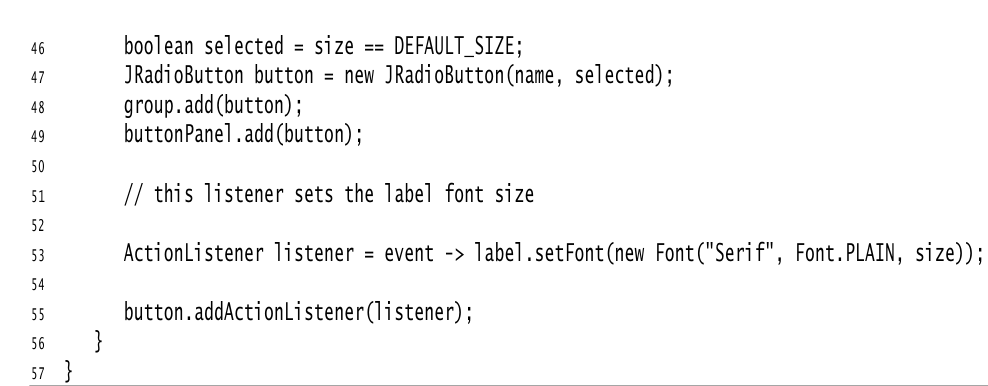 46 boolean selected = size == DEFAULT_SIZE;
47 JRadioButton button = new JRadioButton(name, selected);
48 group.add(button);
49 buttonPanel.add(button);
50
51 // this listener sets the label font size
52
53 ActionListener listener = event -> label.setFont(new Font("Serif", Font.PLAIN, size));
54
55 button.addActionListener(listener);
56 }
57 }